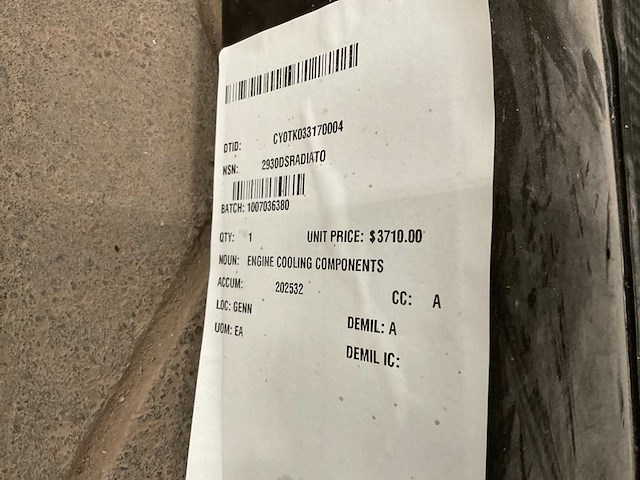 DTID: CY0TK033170004
NSN: 2930DSRADIATO
BATCH: 1007036380
QTY: 1 UNIT PRICE: $3710.00
NOUN: ENGINE COOLING COMPONENTS
ACCUM: 202532 CC: A
LOC: GENN DEMIL: A
UOM: EA DEMIL IC: